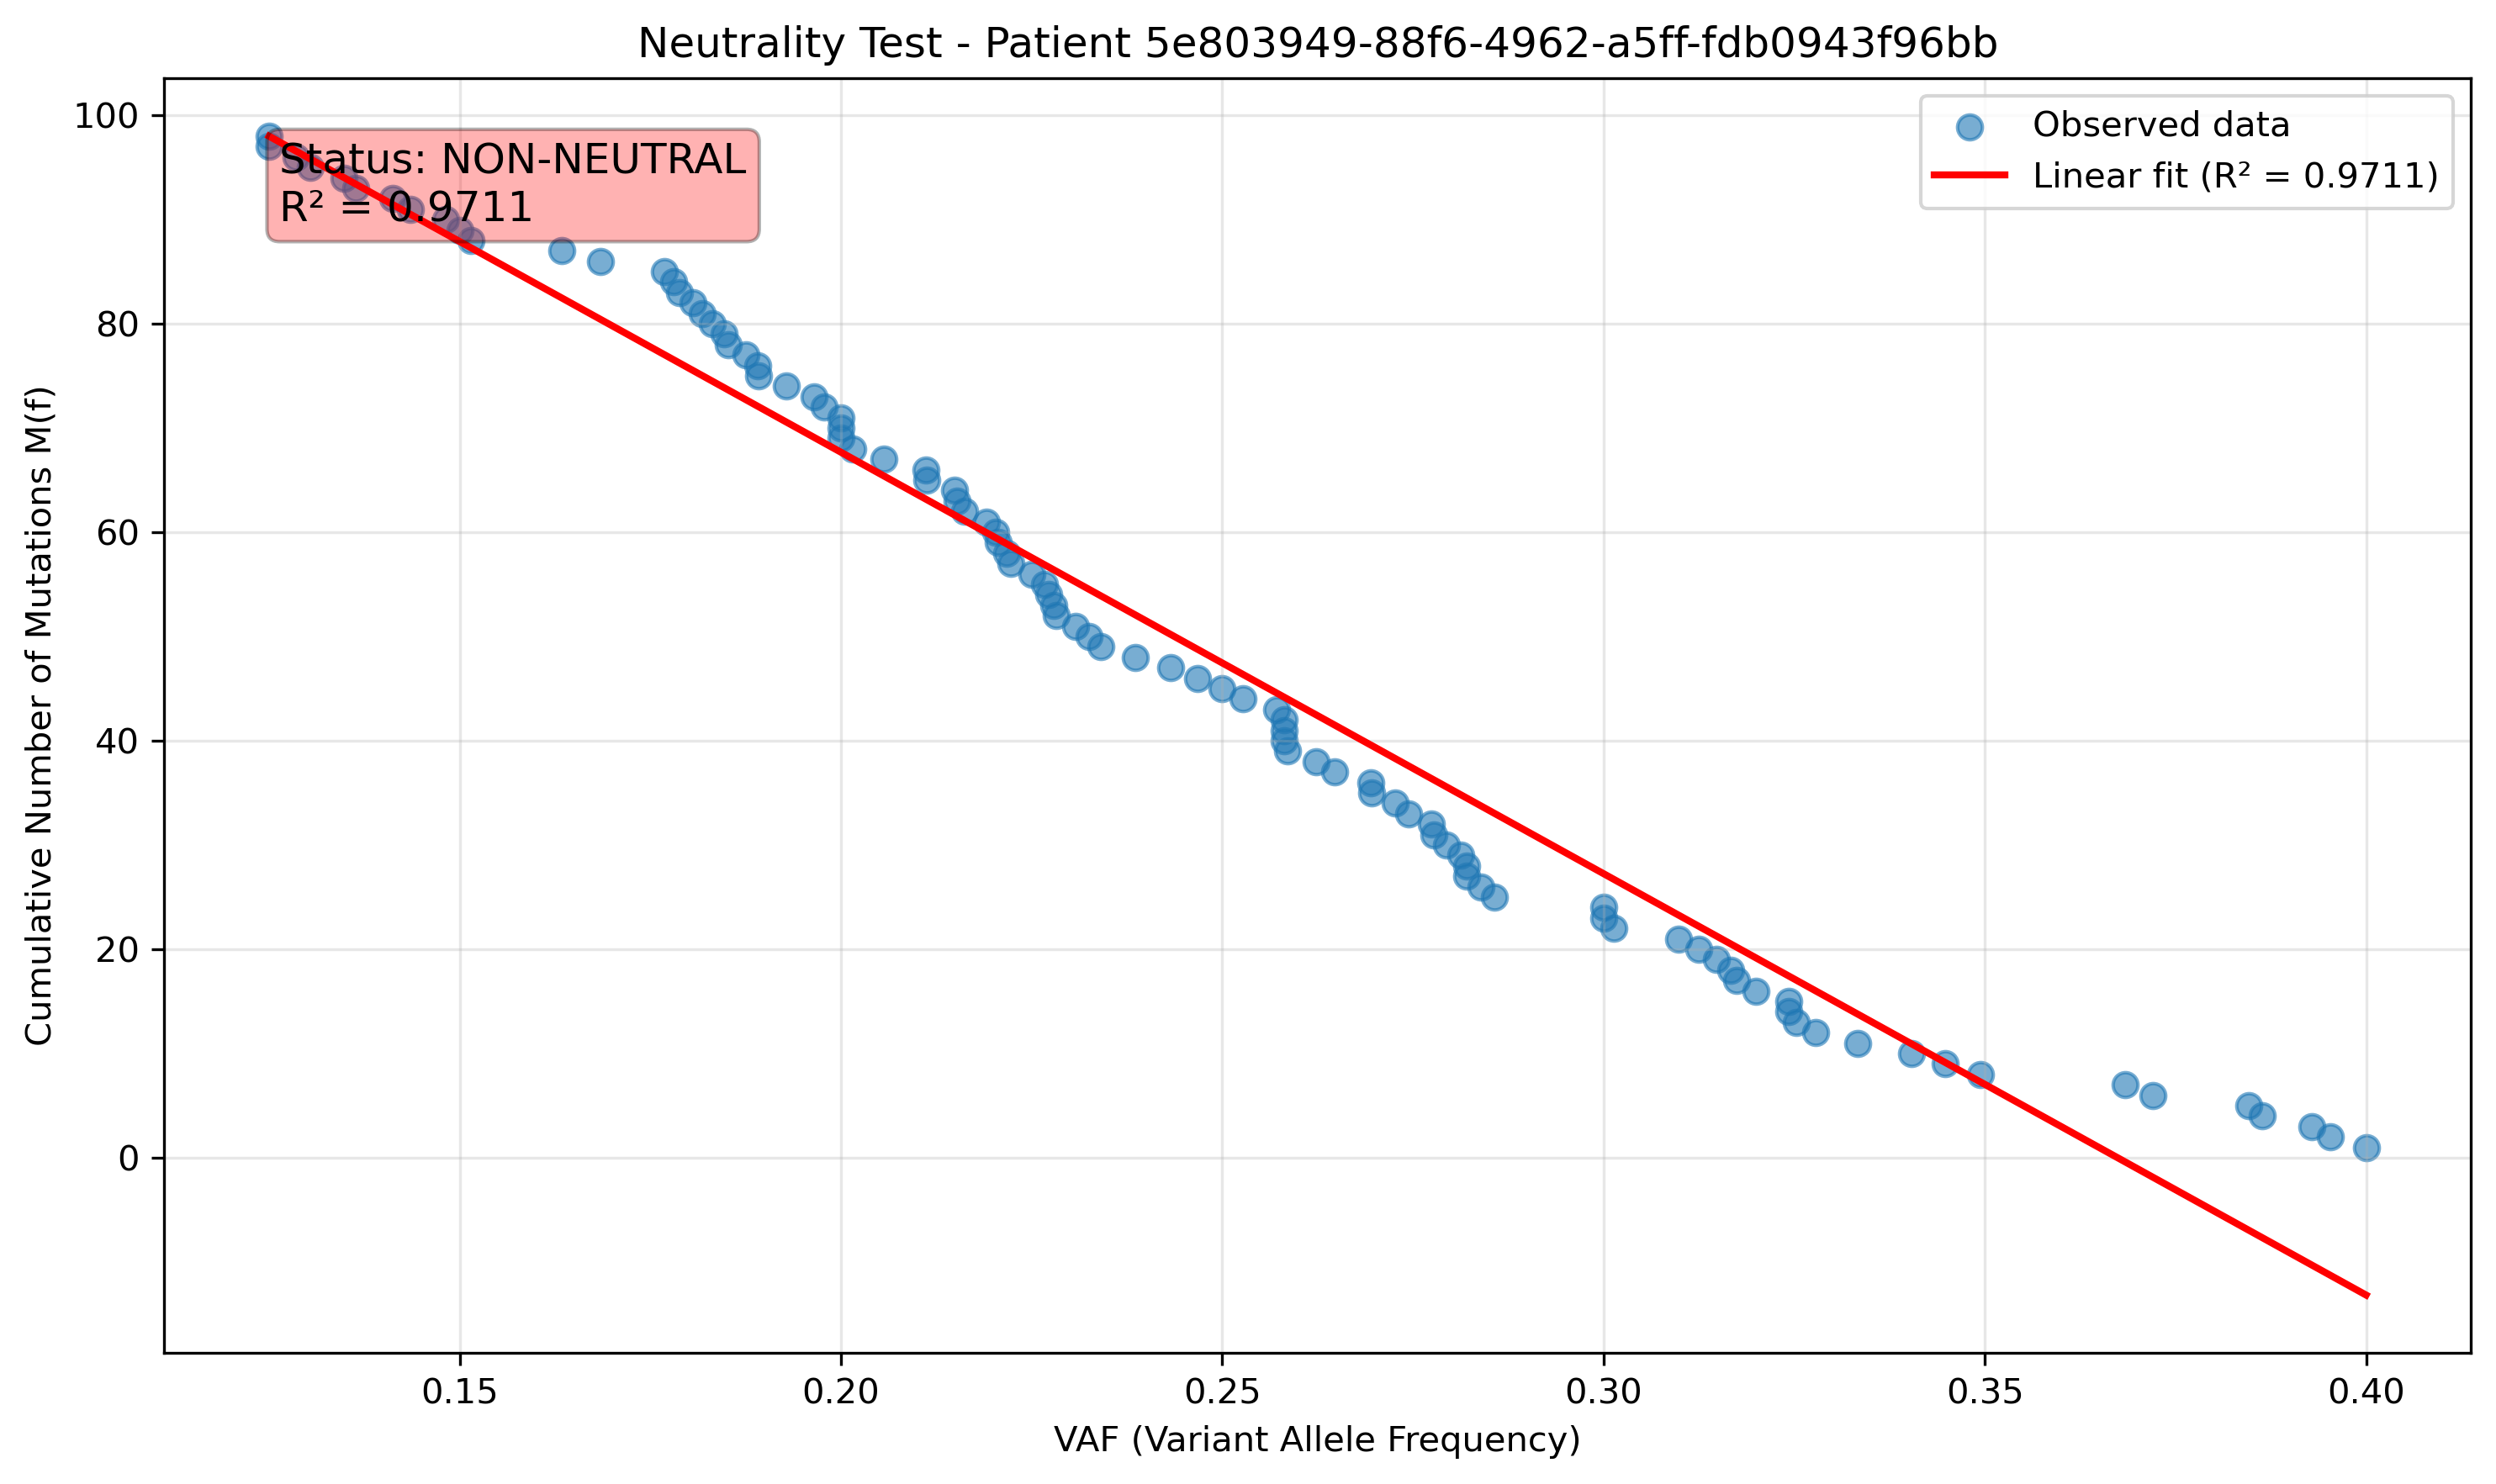 Neutrality Test - Patient 5e803949-88f6-4962-a5ff-fdb0943f96bb
Status: NON-NEUTRAL
R² = 0.9711
Observed data
Linear fit (R² = 0.9711)
Cumulative Number of Mutations M(f)
100
80
60
40
20
0
0.15
0.20
0.25
0.30
0.35
0.40
VAF (Variant Allele Frequency)